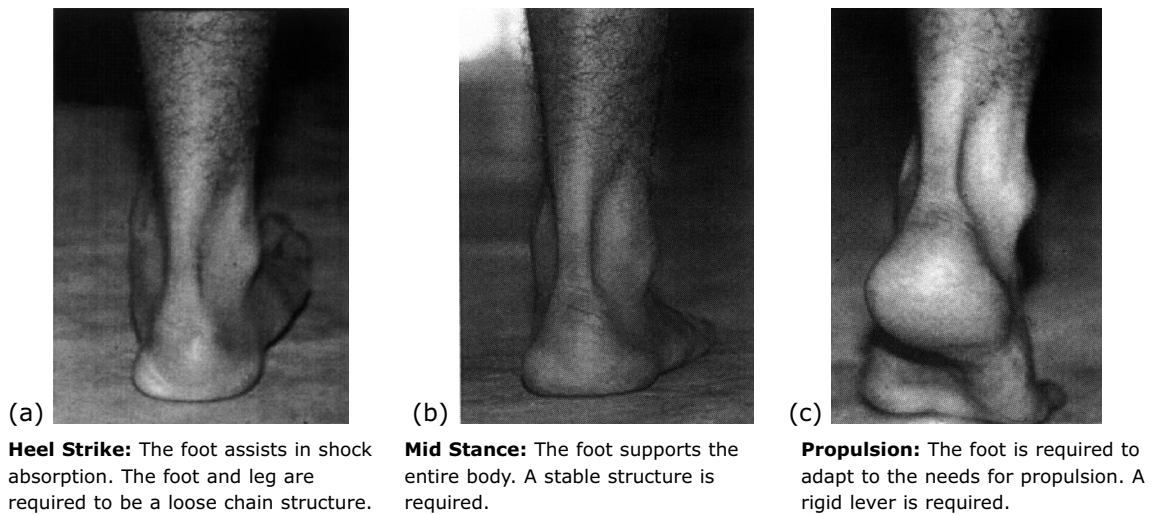 (a)
(b)
(c)
Heel Strike: The foot assists in shock
absorption. The foot and leg are
required to be a loose chain structure.
Mid Stance: The foot supports the
entire body. A stable structure is
required.
Propulsion: The foot is required to
adapt to the needs for propulsion. A
rigid lever is required.